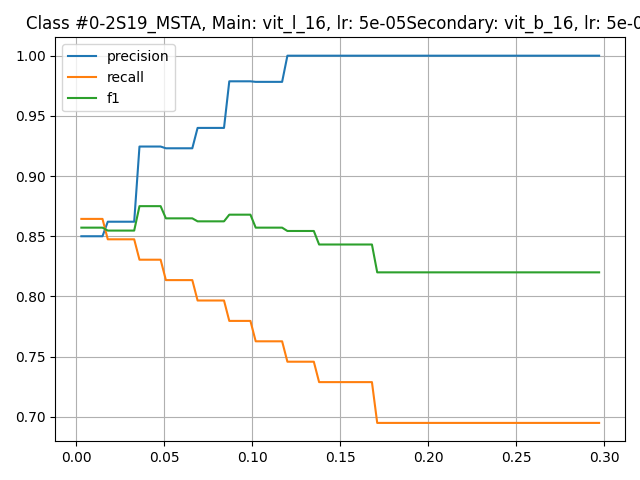 Class #0-2S19_MSTA, Main: vit_l_16, lr: 5e-05Secondary: vit_b_16, lr: 5e-0
precision
recall
f1
1.00
0.95
0.90
0.85
0.80
0.75
0.70
0.00 0.05 0.10 0.15 0.20 0.25 0.30